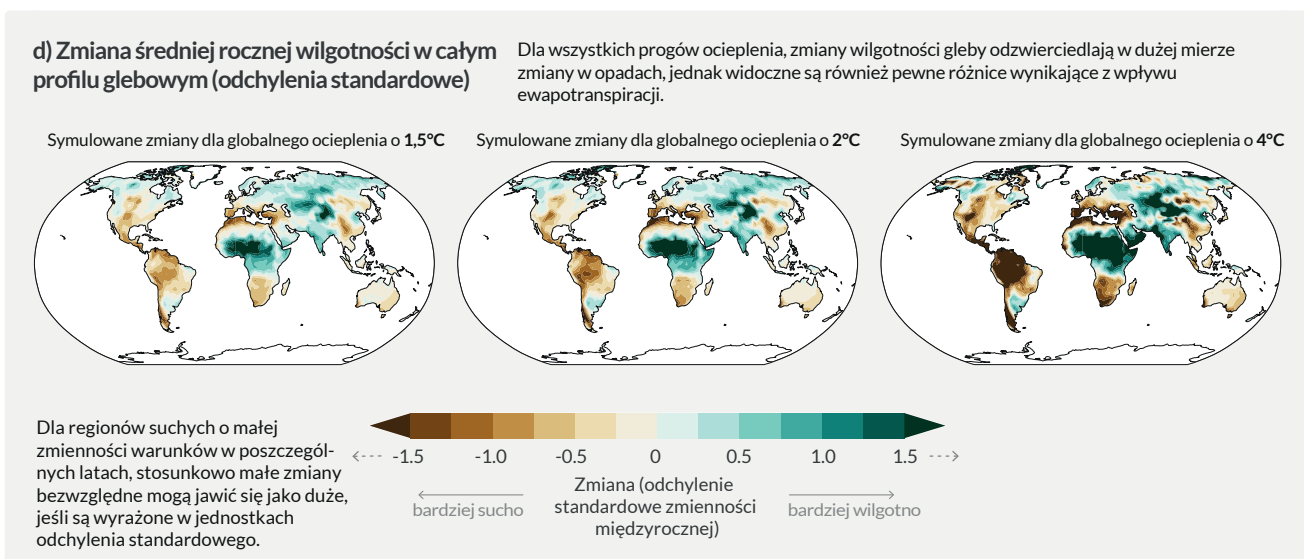 d) Zmiana średniej rocznej wilgotności w całym
profilu glebowym (odchylenia standardowe)
Dla wszystkich progów ocieplenia, zmiany wilgotności gleby odzwierciedlają w dużej mierze
zmiany w opadach, jednak widoczne są również pewne różnice wynikające z wpływu
ewapotranspiracji.
Symulowane zmiany dla globalnego ocieplenia o 1,5°C
Symulowane zmiany dla globalnego ocieplenia o 2°C
Symulowane zmiany dla globalnego ocieplenia o 4°C
Dla regionów suchych o małej
zmienności warunków w poszczegól-
nych latach, stosunkowo małe zmiany
bezwzględne mogą jawić się jako duże,
jeśli są wyrażone w jednostkach
odchylenia standardowego.
-1.5 -1.0 -0.5 0 0.5 1.0 1.5
bardziej sucho
Zmiana (odchylenie
standardowe zmienności
międzyrocznej)
bardziej wilgotno